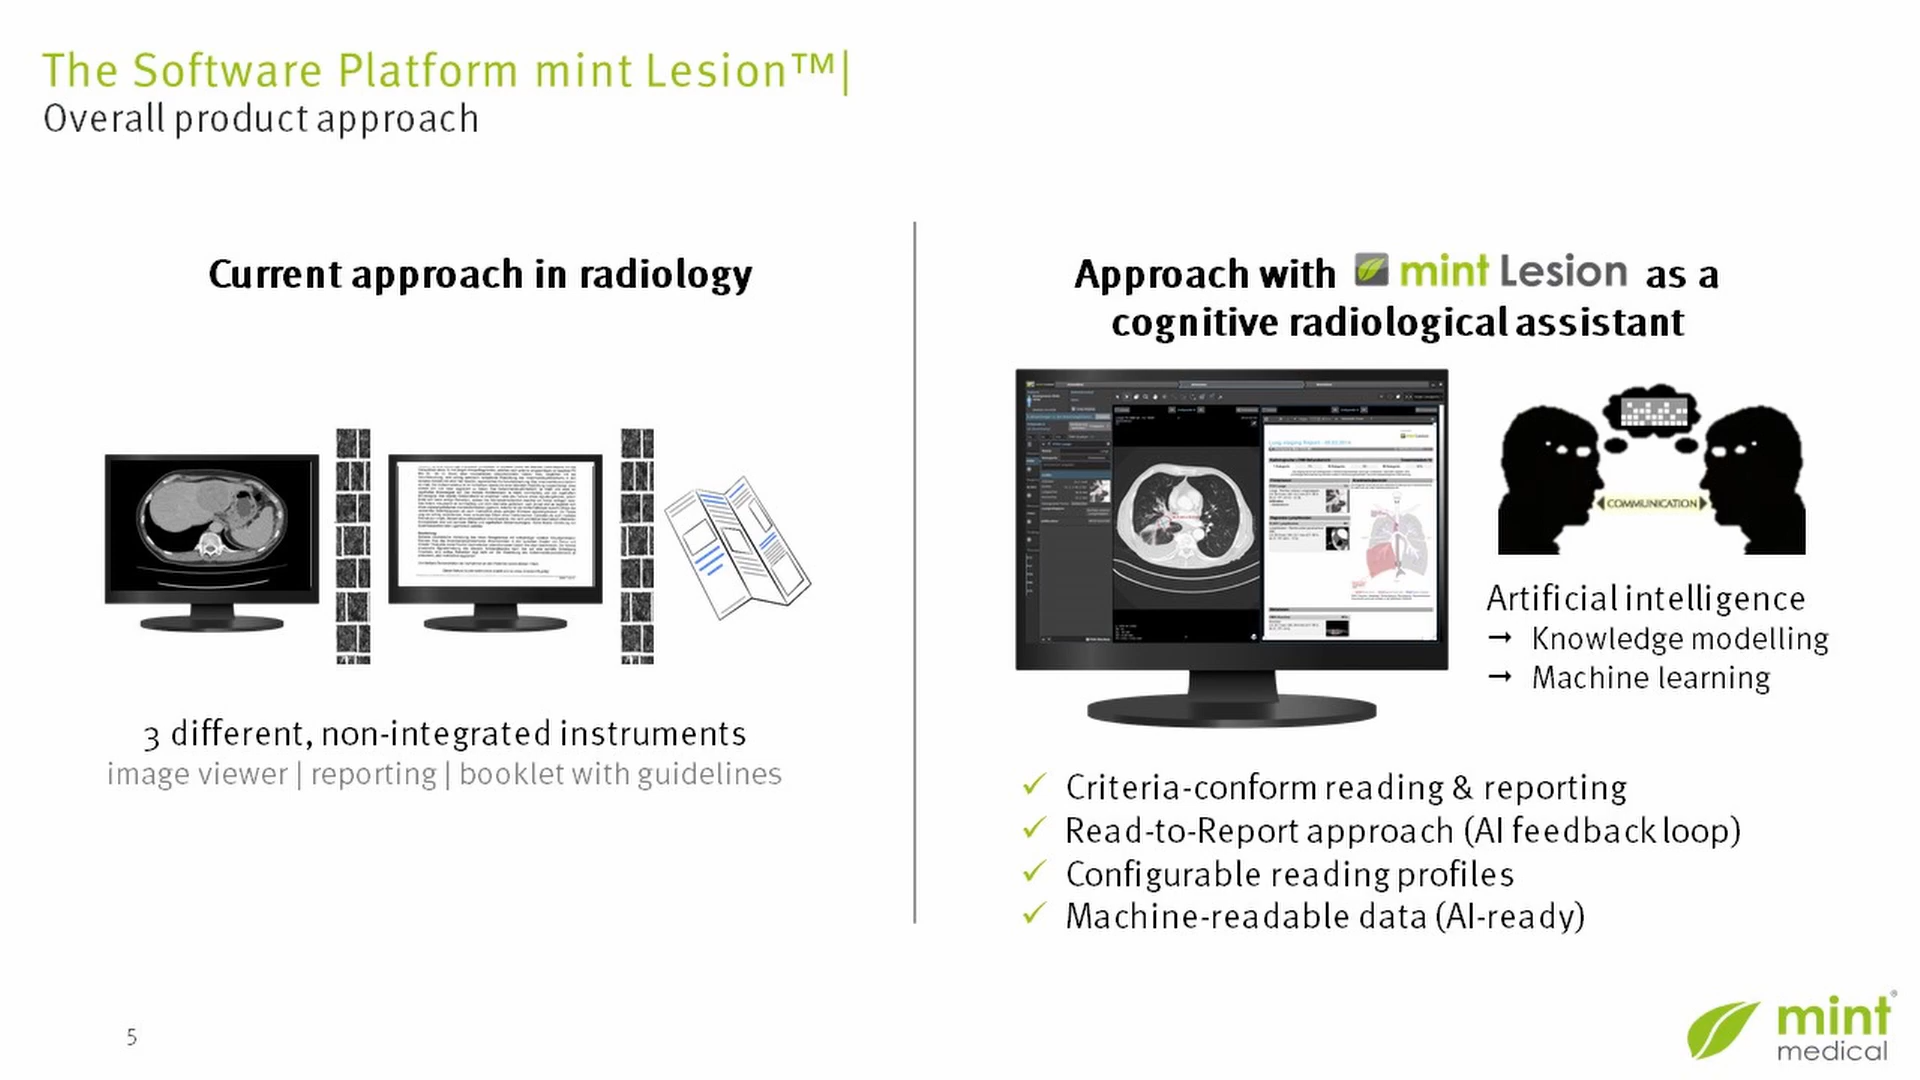 The Software Platform mint Lesion™|
Overall product approach
Current approach in radiology
3 different, non-integrated instruments
image viewer | reporting | booklet with guidelines
Approach with mint Lesion as a
cognitive radiological assistant
COMMUNICATION
Artificial intelligence
→ Knowledge modelling
→ Machine learning
✓ Criteria-conform reading & reporting
✓ Read-to-Report approach (AI feedback loop)
✓ Configurable reading profiles
✓ Machine-readable data (AI-ready)
5
mint®
medical